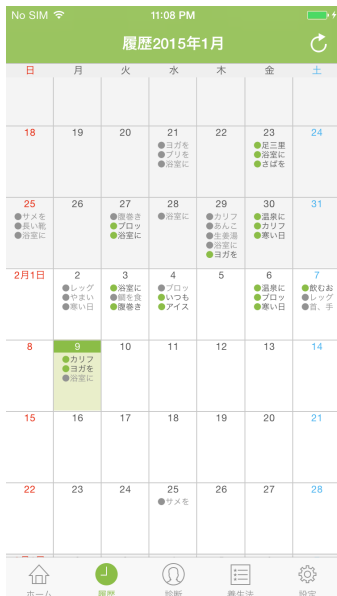 No SIM 11:08 PM
履歴2015年1月
日 月 火 水 木 金 土
18 19 20 21 22 23 24
●ヨガを ●足三里
●ブリを ●浴室に
●浴室に ●さばを
25 26 27 28 29 30 31
●サメを ●腹巻き ●浴室に ●カリフ ●温泉に
●長い靴 ●ブロッ ●あんこ ●カリフ
●浴室に ●浴室に ●生姜湯 ●寒い日
●浴室に
●ヨガを
2月1日 2 3 4 5 6 7
●レッグ ●浴室に ●ブロッ ●温泉に ●飲むお
●やまい ●鯛を食 ●いつも ●ブロッ ●レッグ
●寒い日 ●腹巻き ●アイス ●寒い日 ●首、手
8 9 10 11 12 13 14
●カリフ
●ヨガを
●浴室に
15 16 17 18 19 20 21
22 23 24 25 26 27 28
●サメを
ホーム 履歴 診断 養生法 設定